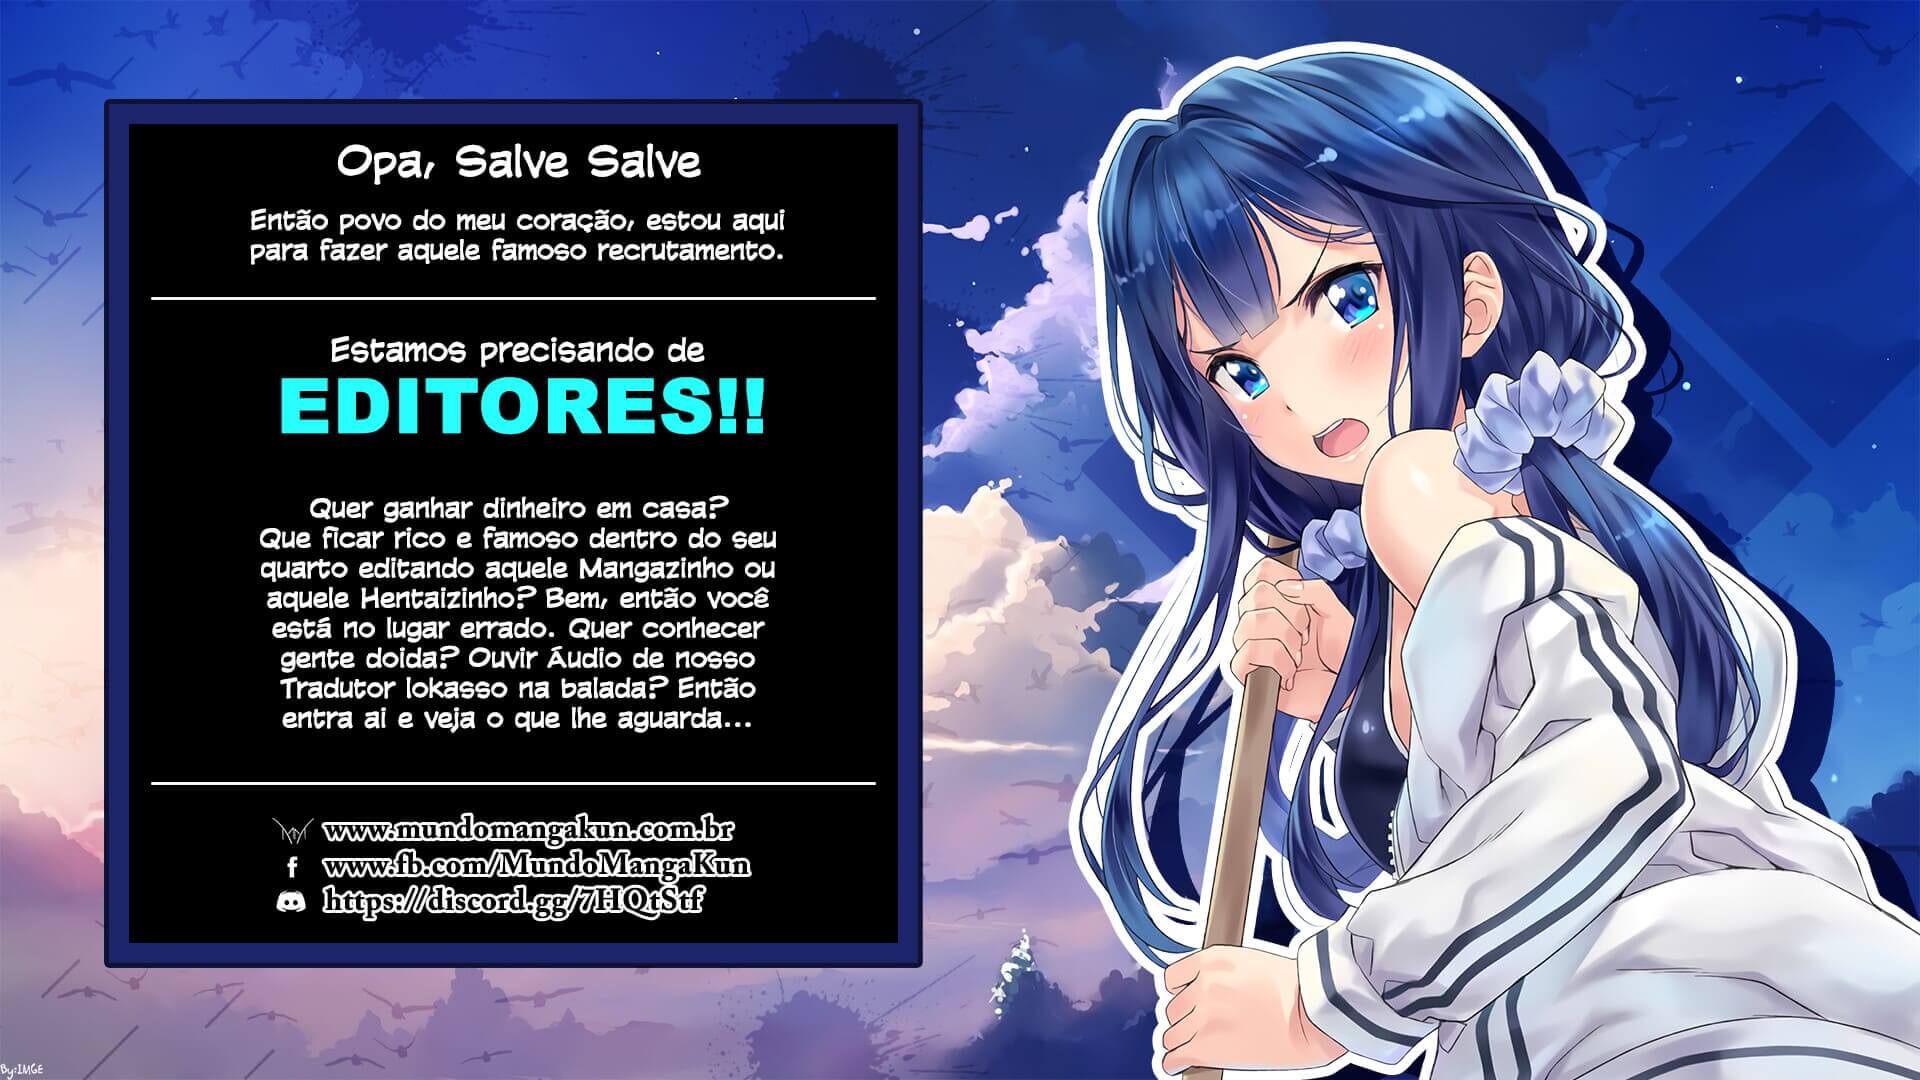 Opa, Salve Salve
Então povo do meu coração, estou aqui
para fazer aquele famoso recrutamento.
Estamos precisando de
EDITORES!!
Quer ganhar dinheiro em casa?
Que ficar rico e famoso dentro do seu
quarto editando aquele Mangazinho ou
aquele Hentaizinho? Bem, então você
está no lugar errado. Quer conhecer
gente doida? Ouvir Áudio de nosso
Tradutor lokasso na balada? Então
entra ai e veja o que lhe aguarda...
www.mundomangakun.com.br
www.fb.com/MundoMangaKun
https://discord.gg/7HQtStf
By:IMGE